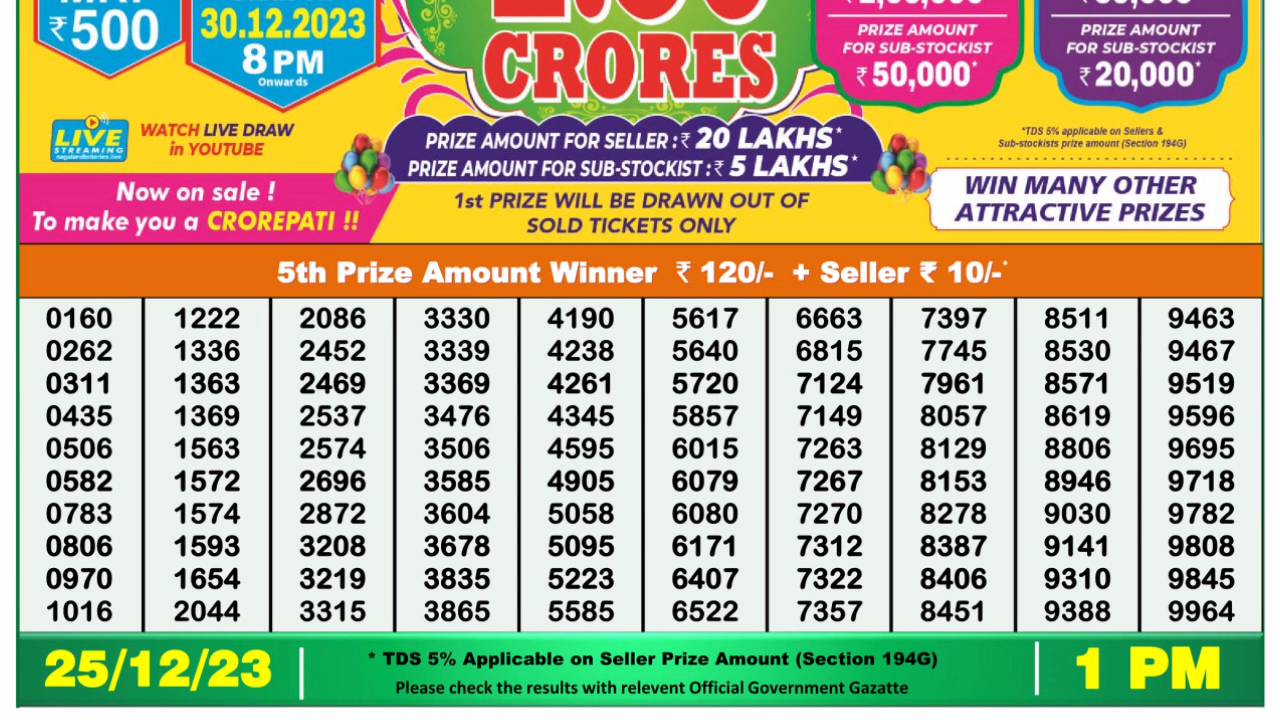 ₹500
30.12.2023
8 PM
Onwards
CRORES
PRIZE AMOUNT
FOR SUB-STOCKIST
₹ 50,000*
PRIZE AMOUNT
FOR SUB-STOCKIST
₹ 20,000*
LIVE
STREAMING
nagalandlotteries.live
WATCH LIVE DRAW
in YOUTUBE
PRIZE AMOUNT FOR SELLER : ₹ 20 LAKHS*
PRIZE AMOUNT FOR SUB-STOCKIST : ₹ 5 LAKHS*
*TDS 5% applicable on Sellers &
Sub-stockists prize amount (Section 194G)
Now on sale !
To make you a CROREPATI !!
1st PRIZE WILL BE DRAWN OUT OF
SOLD TICKETS ONLY
WIN MANY OTHER
ATTRACTIVE PRIZES
5th Prize Amount Winner ₹ 120/- + Seller ₹ 10/-*
0160 1222 2086 3330 4190 5617 6663 7397 8511 9463
0262 1336 2452 3339 4238 5640 6815 7745 8530 9467
0311 1363 2469 3369 4261 5720 7124 7961 8571 9519
0435 1369 2537 3476 4345 5857 7149 8057 8619 9596
0506 1563 2574 3506 4595 6015 7263 8129 8806 9695
0582 1572 2696 3585 4905 6079 7267 8153 8946 9718
0783 1574 2872 3604 5058 6080 7270 8278 9030 9782
0806 1593 3208 3678 5095 6171 7312 8387 9141 9808
0970 1654 3219 3835 5223 6407 7322 8406 9310 9845
1016 2044 3315 3865 5585 6522 7357 8451 9388 9964
25/12/23
* TDS 5% Applicable on Seller Prize Amount (Section 194G)
Please check the results with relevent Official Government Gazatte
1 PM